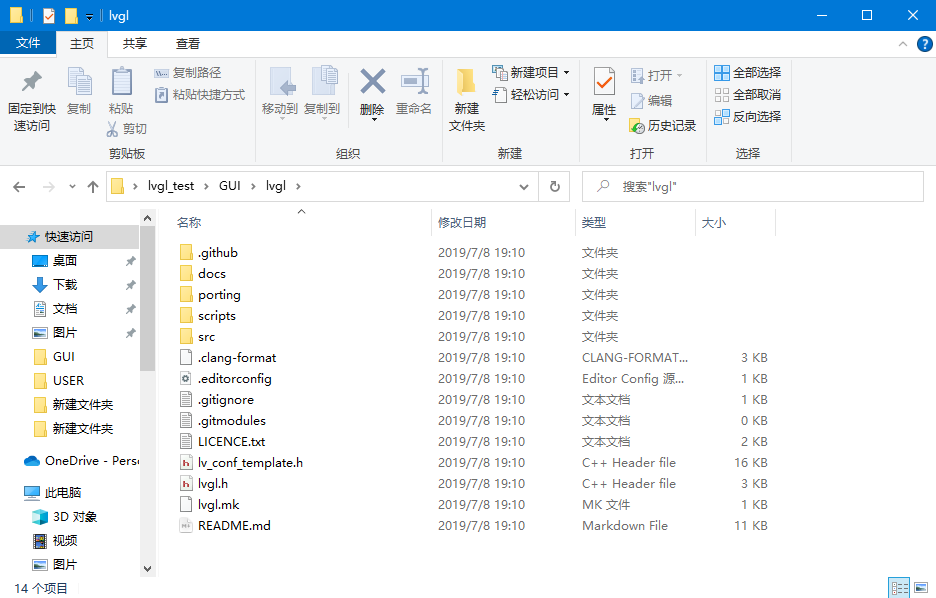 lvgl
文件 主页 共享 查看
固定到快速访问
复制
粘贴
复制路径
粘贴快捷方式
剪切
剪贴板
移动到
复制到
删除
重命名
组织
新建文件夹
新建项目
轻松访问
新建
属性
打开
编辑
历史记录
打开
全部选择
全部取消
反向选择
选择
lvgl_test GUI lvgl
搜索"lvgl"
快速访问
桌面
下载
文档
图片
GUI
USER
新建文件夹
新建文件夹
OneDrive - Pers
此电脑
3D 对象
视频
图片
名称 修改日期 类型 大小
.github 2019/7/8 19:10 文件夹
docs 2019/7/8 19:10 文件夹
porting 2019/7/8 19:10 文件夹
scripts 2019/7/8 19:10 文件夹
src 2019/7/8 19:10 文件夹
.clang-format 2019/7/8 19:10 CLANG-FORMAT... 3 KB
.editorconfig 2019/7/8 19:10 Editor Config 源... 1 KB
.gitignore 2019/7/8 19:10 文本文档 1 KB
.gitmodules 2019/7/8 19:10 文本文档 0 KB
LICENCE.txt 2019/7/8 19:10 文本文档 2 KB
lv_conf_template.h 2019/7/8 19:10 C++ Header file 16 KB
lvgl.h 2019/7/8 19:10 C++ Header file 3 KB
lvgl.mk 2019/7/8 19:10 MK 文件 1 KB
README.md 2019/7/8 19:10 Markdown File 11 KB
14 个项目